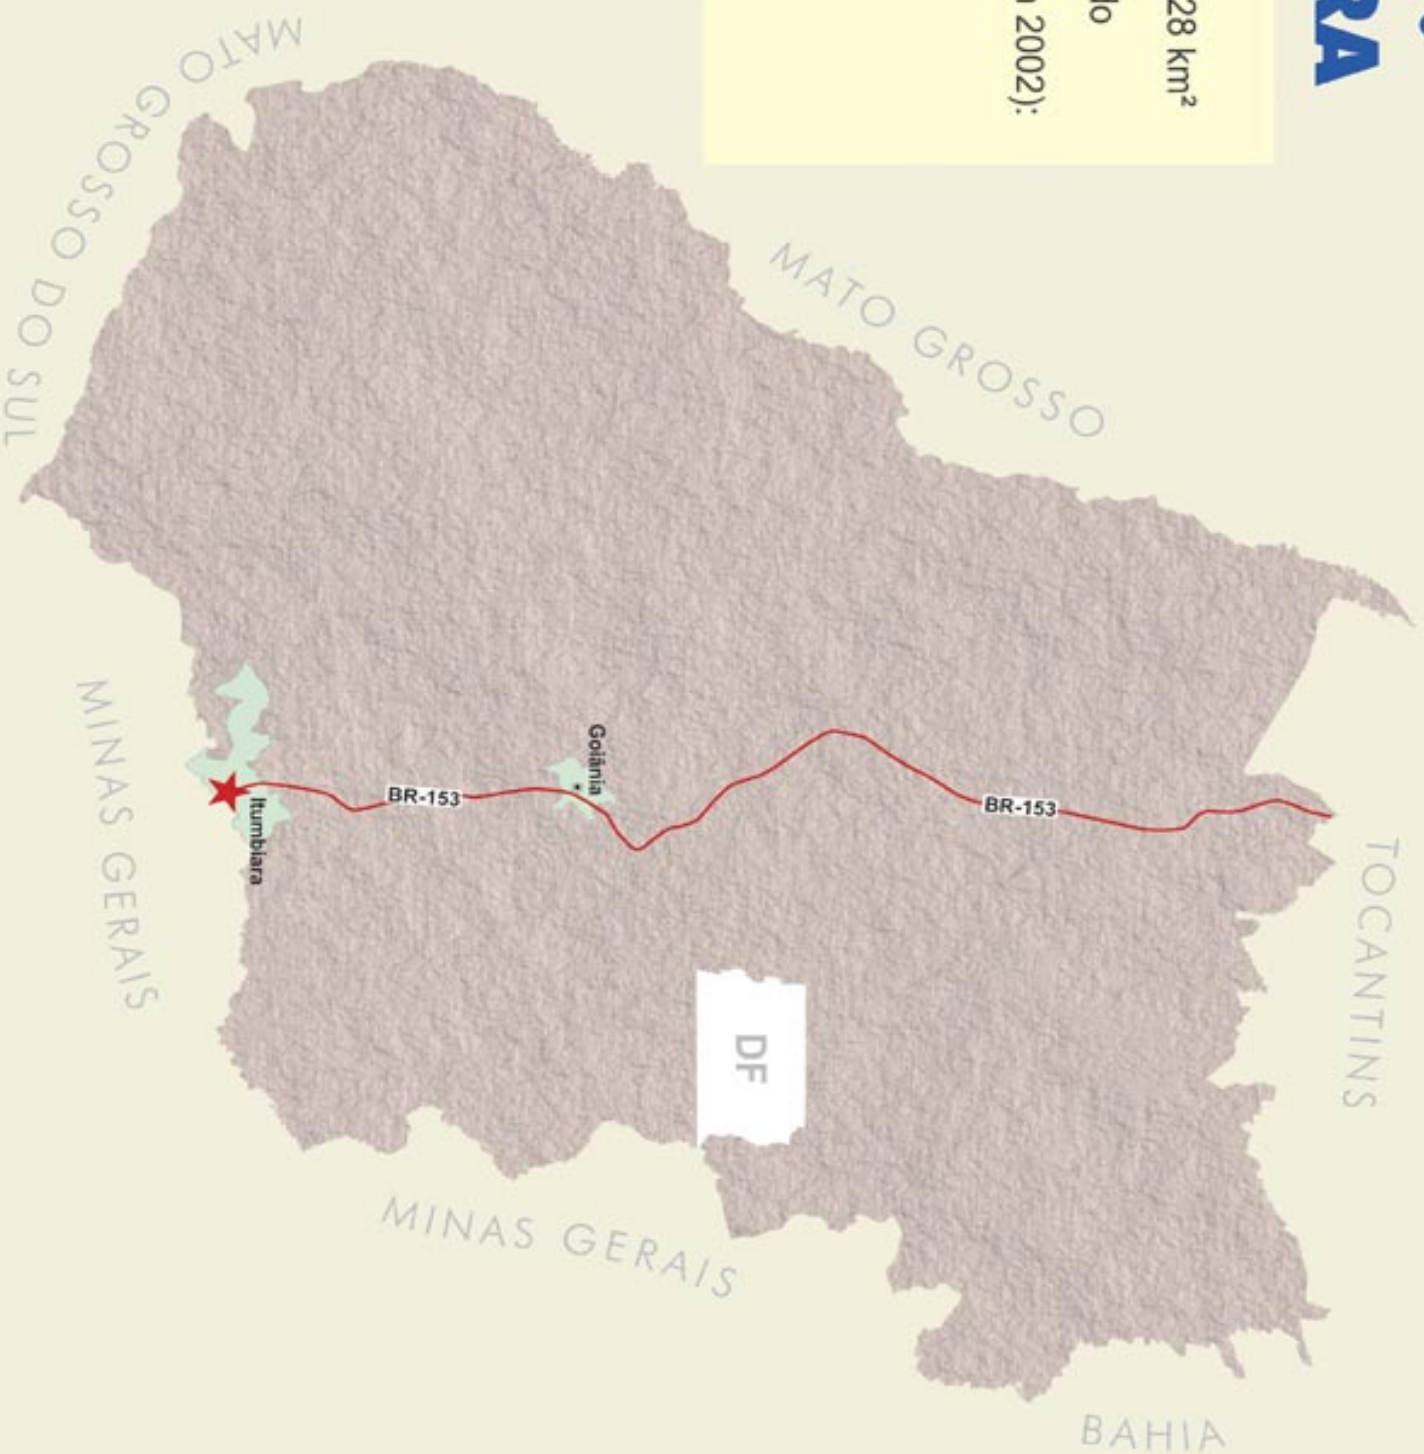 RA
28 km²
do
2002):
MATO GROSSO
MATO GROSSO DO SUL
TOCANTINS
BR-153
DF
Goiânia
BR-153
Itumbiara
MINAS GERAIS
MINAS GERAIS
BAHIA